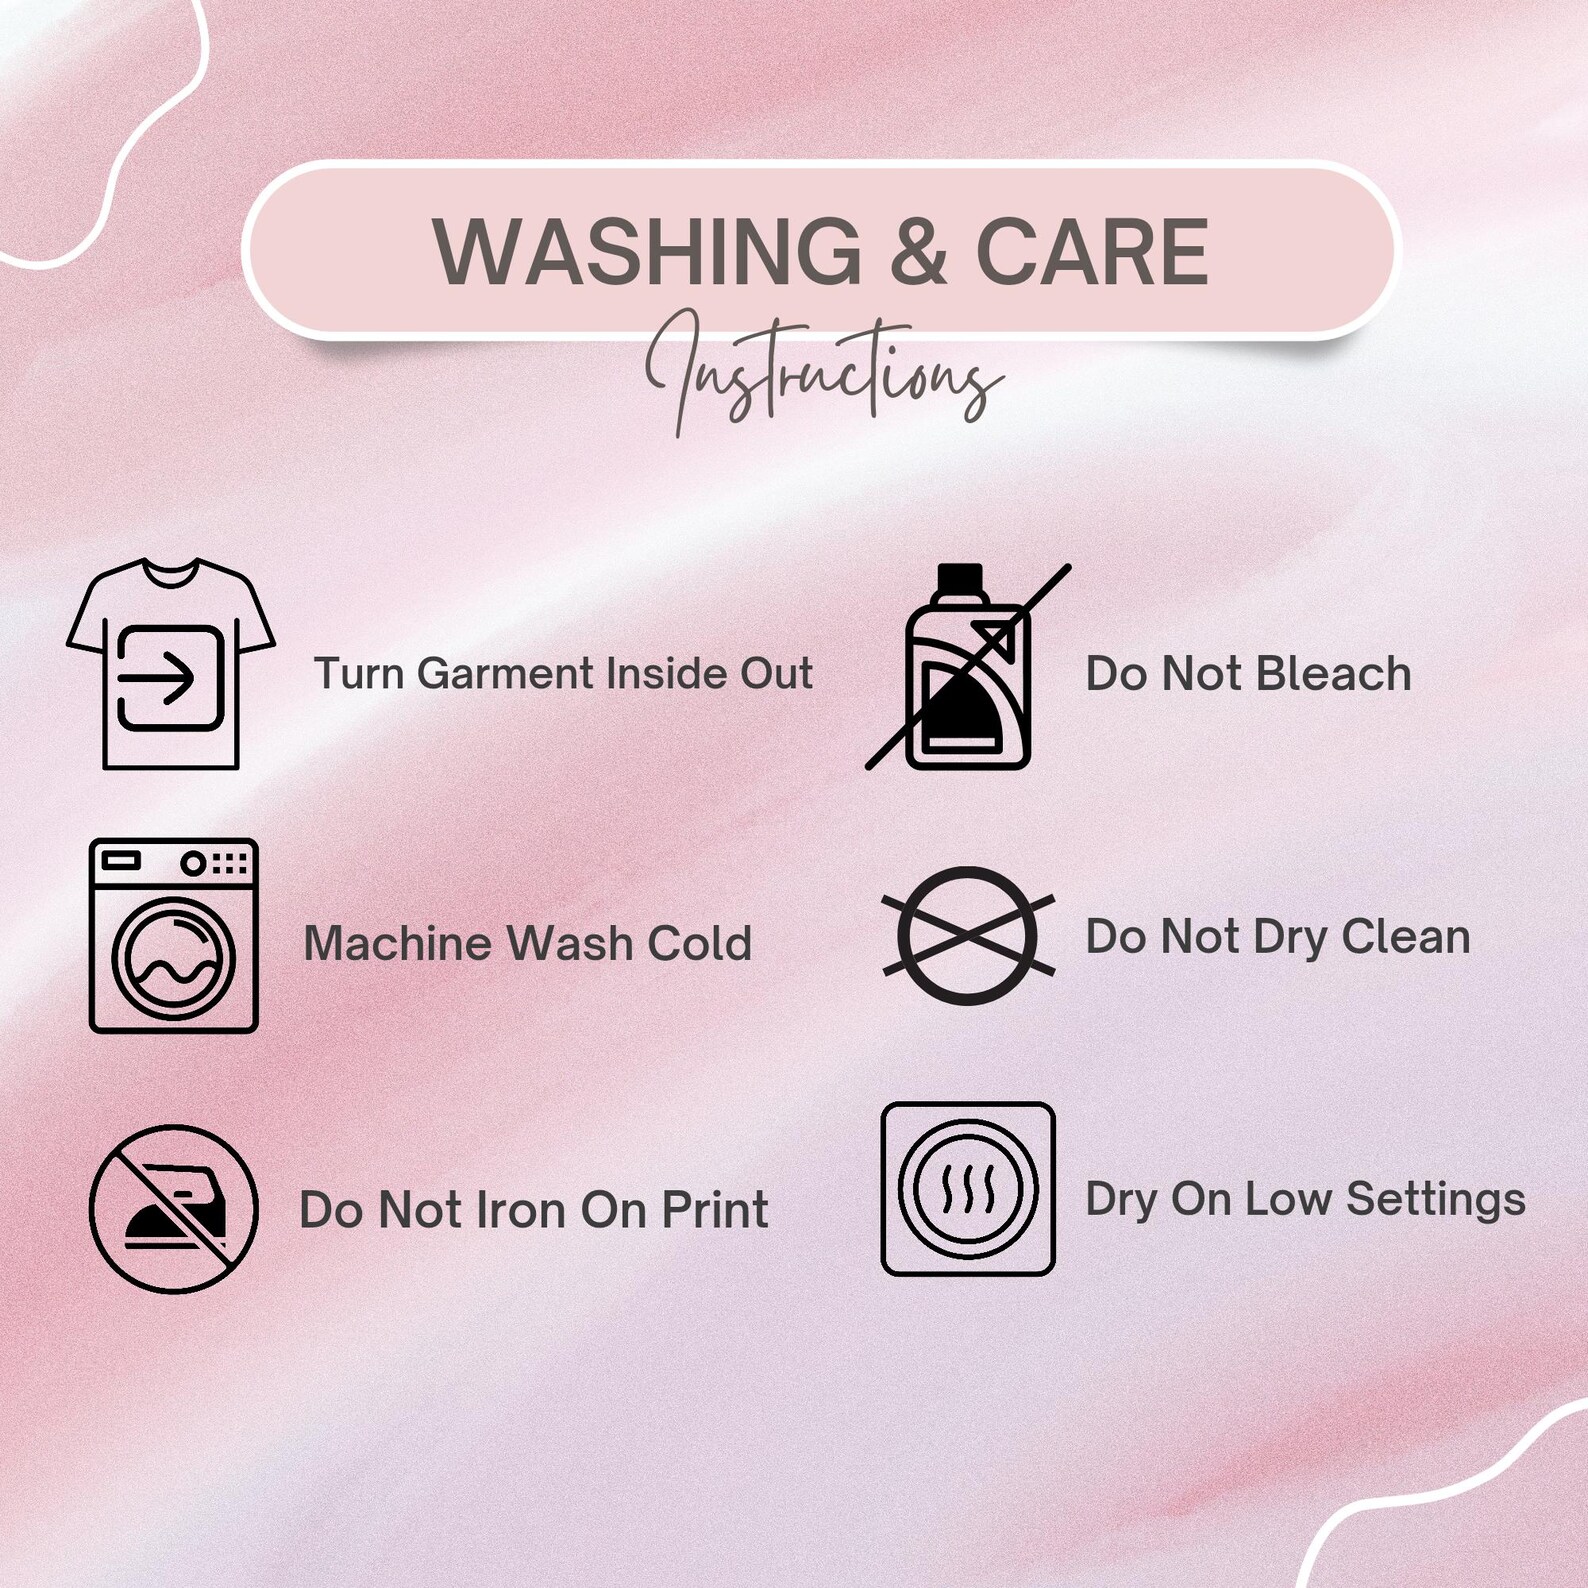 WASHING & CARE
Instructions
Turn Garment Inside Out
Do Not Bleach
Machine Wash Cold
Do Not Dry Clean
Do Not Iron On Print
Dry On Low Settings